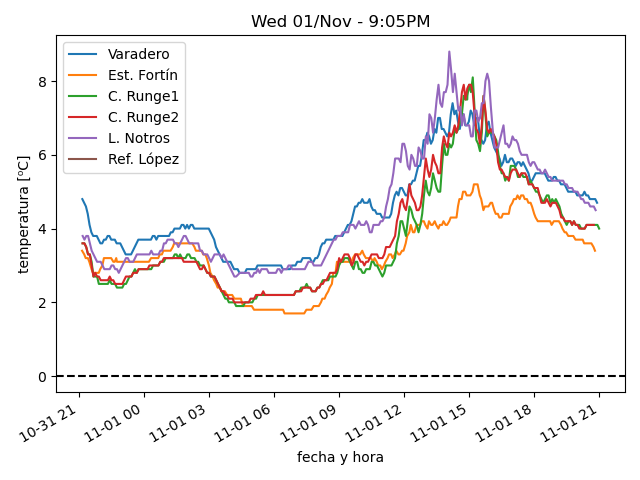 Wed 01/Nov - 9:05PM
Varadero
Est. Fortín
C. Runge1
C. Runge2
L. Notros
Ref. López
temperatura [ºC]
8
6
4
2
0
10-31 21
11-01 00
11-01 03
11-01 06
11-01 09
11-01 12
11-01 15
11-01 18
11-01 21
fecha y hora